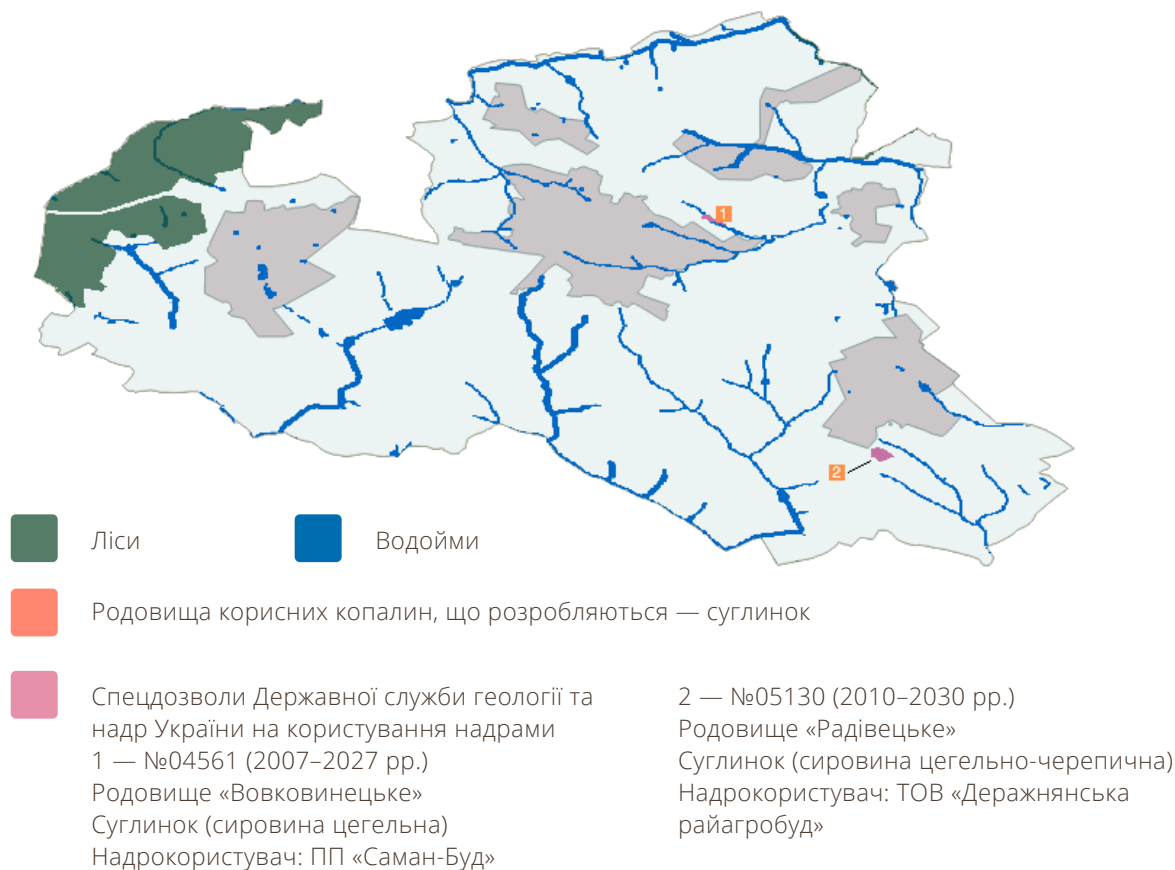 1
2
Ліси
Водойми
Родовища корисних копалин, що розробляються — суглинок
Спецдозволи Державної служби геології та
надр України на користування надрами
1 — №04561 (2007–2027 рр.)
Родовище «Вовковинецьке»
Суглинок (сировина цегельна)
Надрокористувач: ПП «Саман-Буд»
2 — №05130 (2010–2030 рр.)
Родовище «Радівецьке»
Суглинок (сировина цегельно-черепична)
Надрокористувач: ТОВ «Деражнянська
райагробуд»